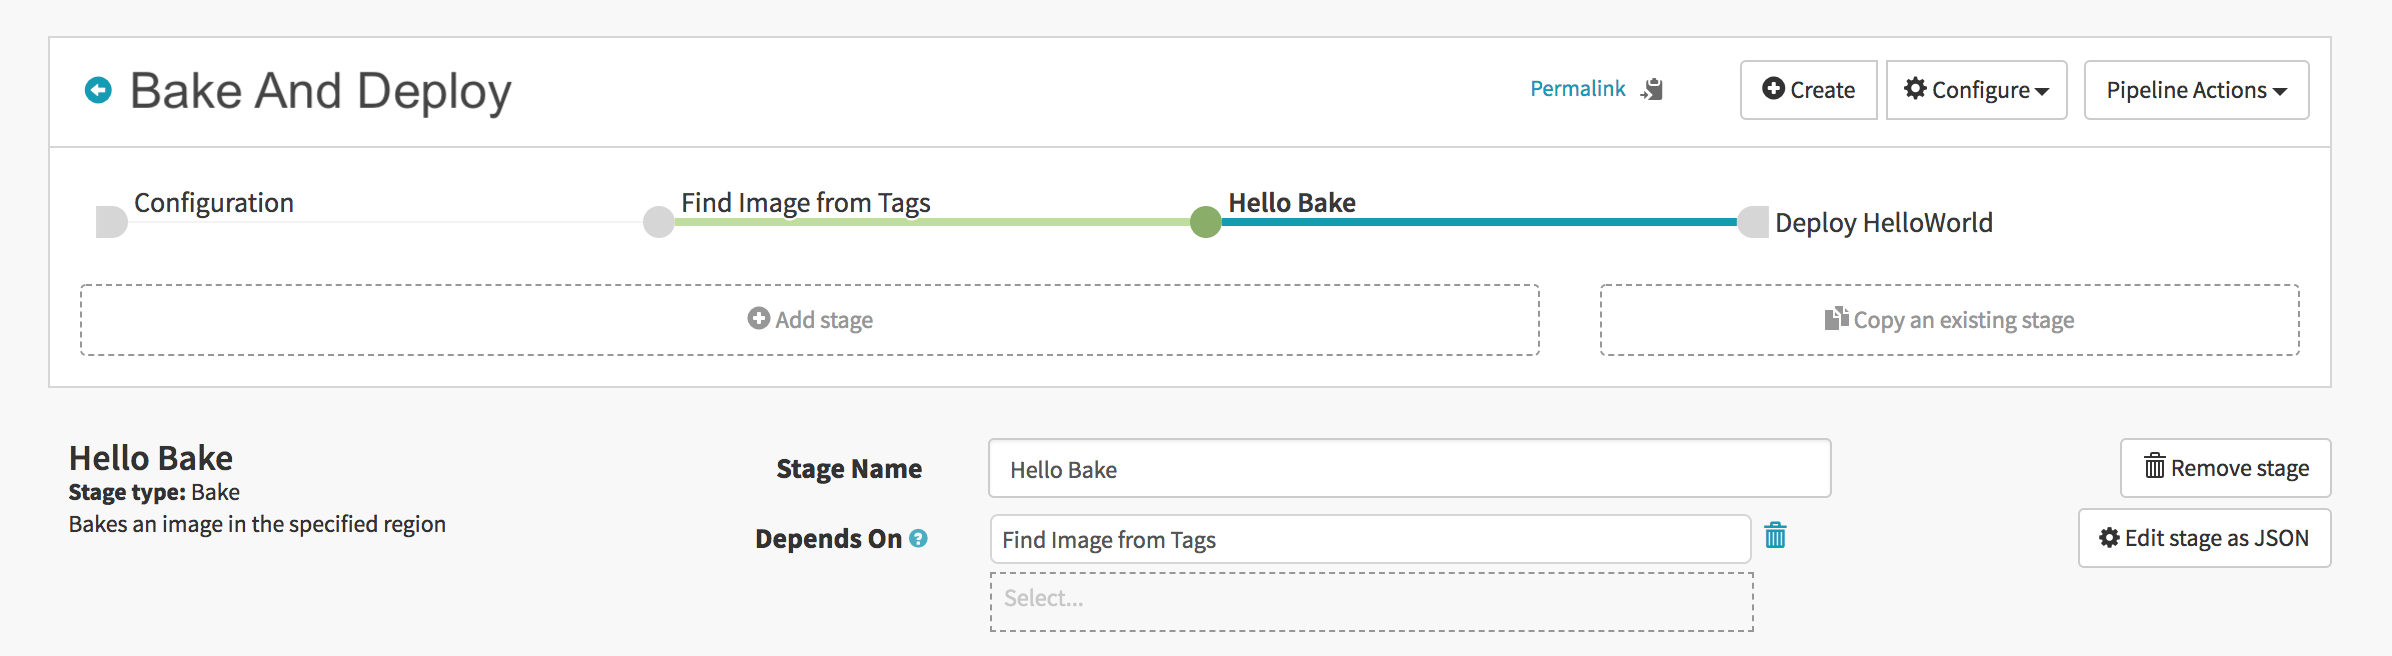 Bake And Deploy
Permalink
Create
Configure
Pipeline Actions
Configuration
Find Image from Tags
Hello Bake
Deploy HelloWorld
Add stage
Copy an existing stage
Hello Bake
Stage type: Bake
Bakes an image in the specified region
Stage Name
Hello Bake
Remove stage
Depends On ?
Find Image from Tags
Edit stage as JSON
Select...